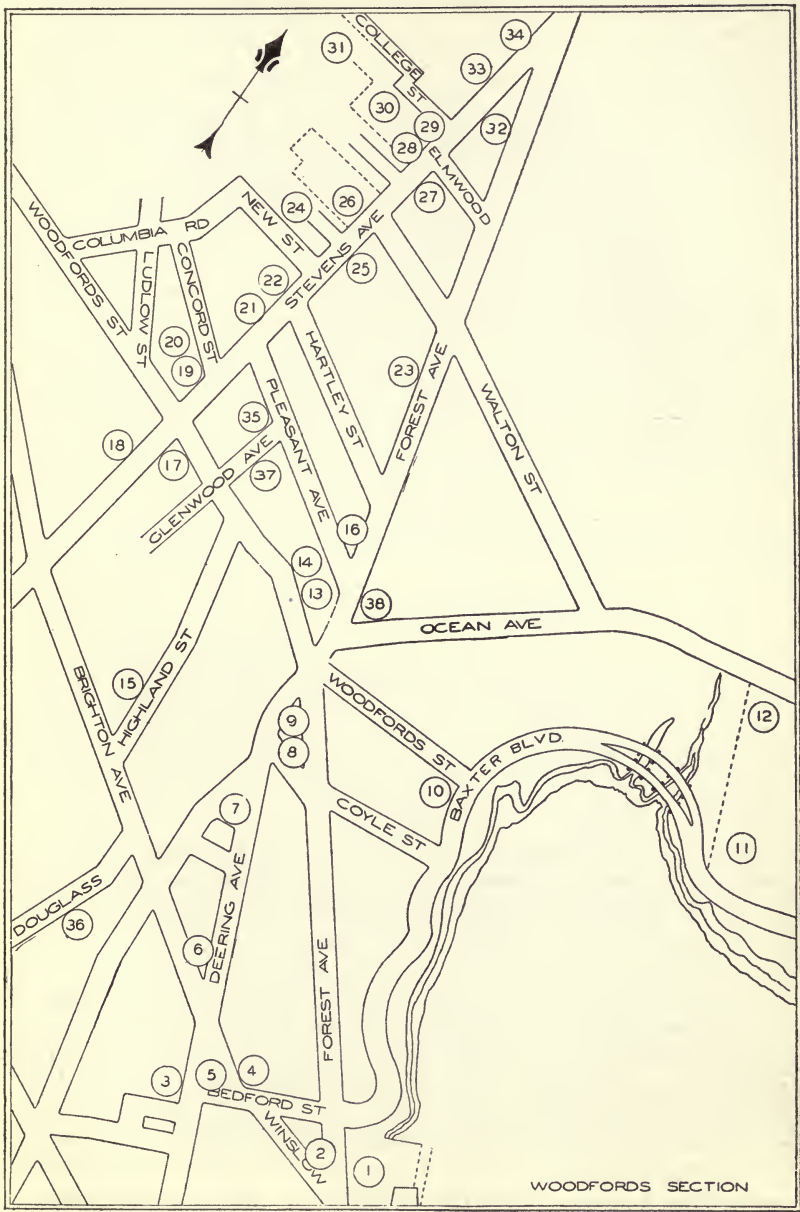 COLLEGE ST
34
31
33
30
29
32
28
ELMWOOD
27
24
26
NEW ST
WOODFORDS ST
COLUMBIA RD
STEVENS AVE
25
LUDLOW ST
CONCORD ST
22
21
20
19
HARTLEY ST
23
FOREST AVE
WALTON ST
PLEASANT AVE
35
18
17
GLENWOOD AVE
37
16
14
13
38
OCEAN AVE
HIGHLAND ST
15
BRIGHTON AVE
WOODFORDS ST
9
8
12
BAXTER BLVD.
10
7
COYLE ST
11
DOUGLASS
36
DEERING AVE
6
FOREST AVE
3
5
4
BEDFORD ST
WINSLOW
2
1
WOODFORDS SECTION